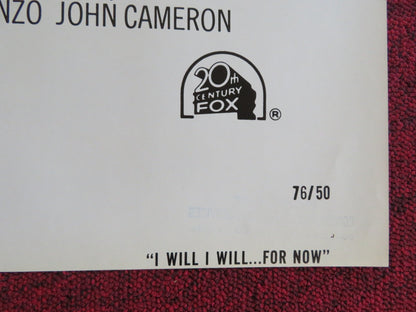 NZO JOHN CAMERON
20th
CENTURY
FOX
®
76/50
"I WILL I WILL...FOR NOW"